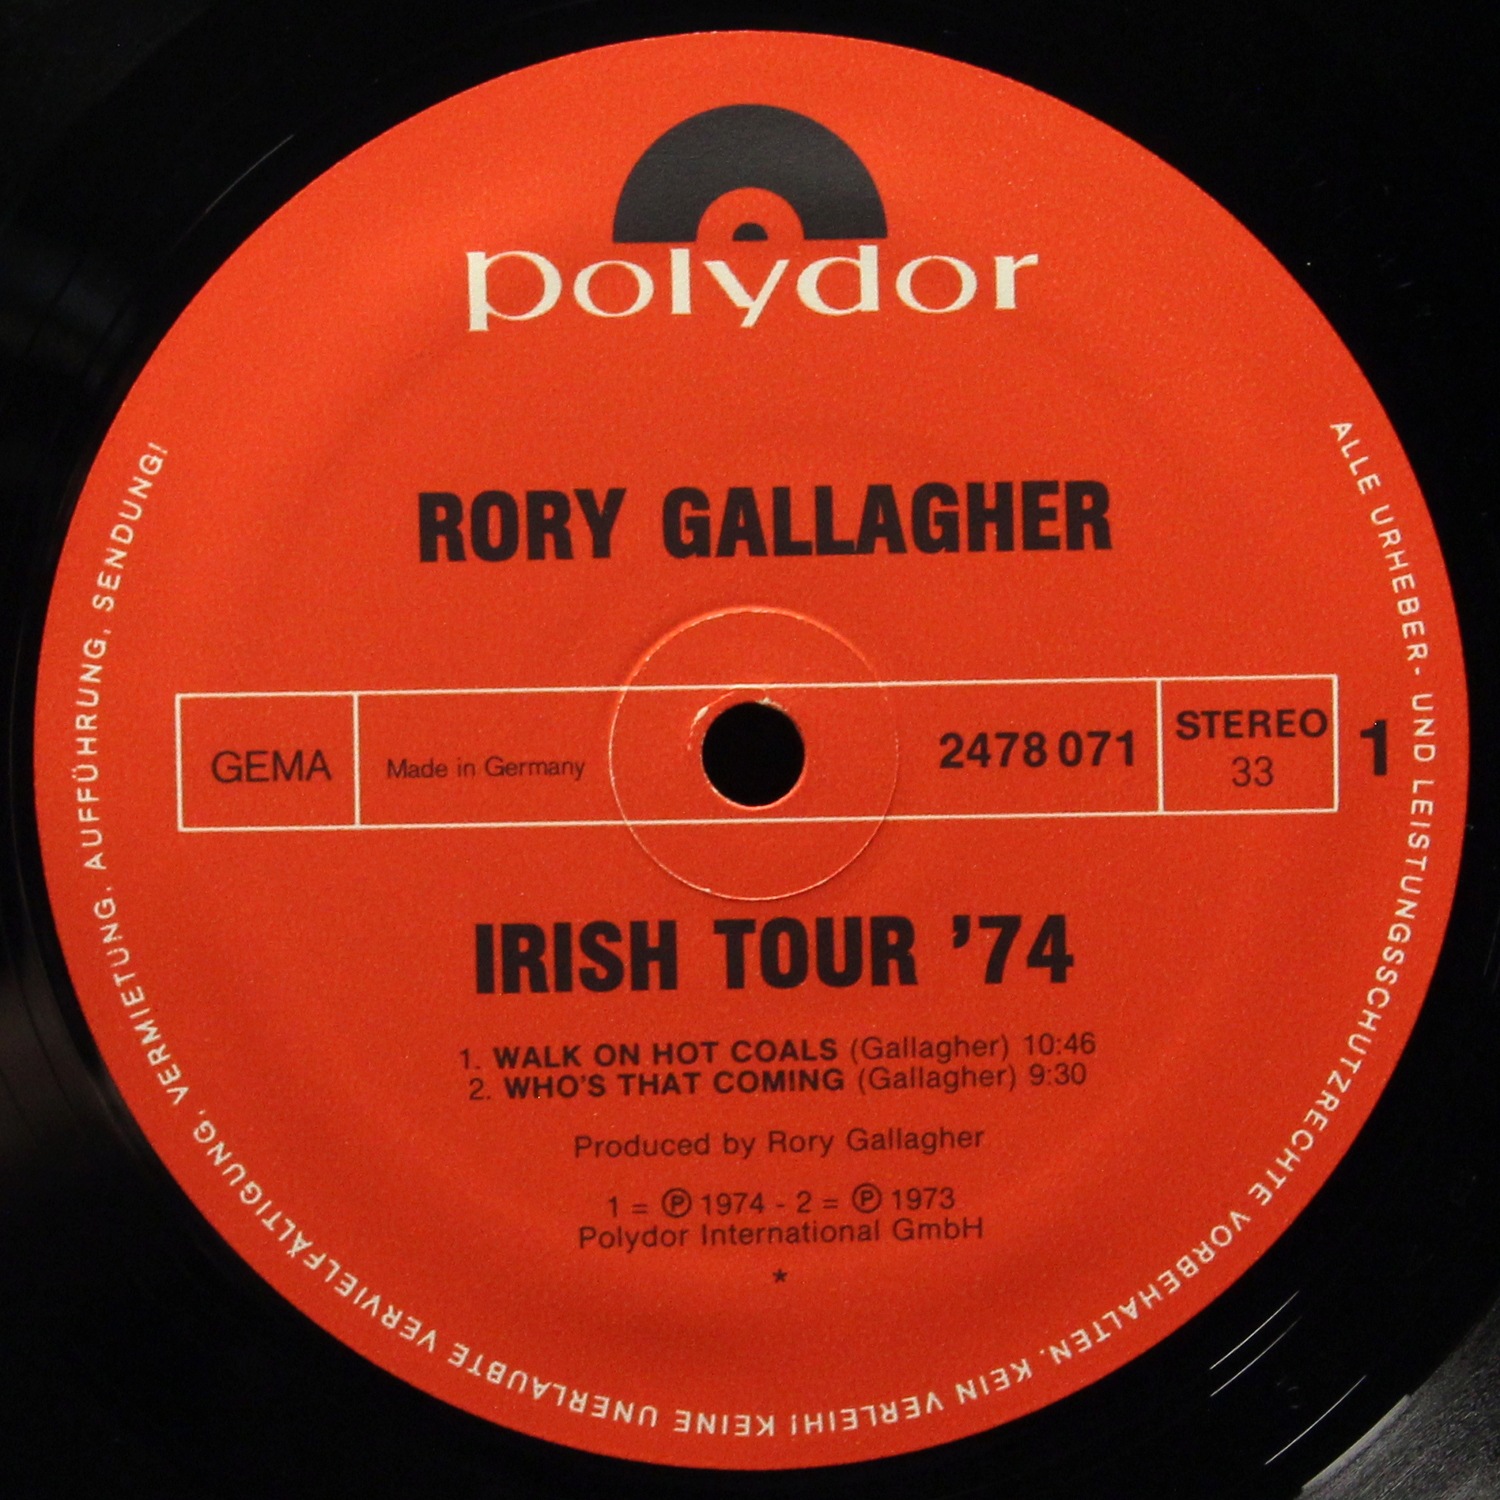 polydor
RORY GALLAGHER
GEMA
Made in Germany
2478 071
STEREO
33
1
IRISH TOUR '74
1. WALK ON HOT COALS (Gallagher) 10:46
2. WHO'S THAT COMING (Gallagher) 9:30
Produced by Rory Gallagher
1 = ℗ 1974 - 2 = ℗ 1973
Polydor International GmbH
*
ALLE URHEBER- UND LEISTUNGSSCHUTZRECHTE VORBEHALTEN. KEIN VERLEIH! KEINE UNERLAUBTE VERVIELFÄLTIGUNG, VERMIETUNG, AUFFÜHRUNG, SENDUNG!